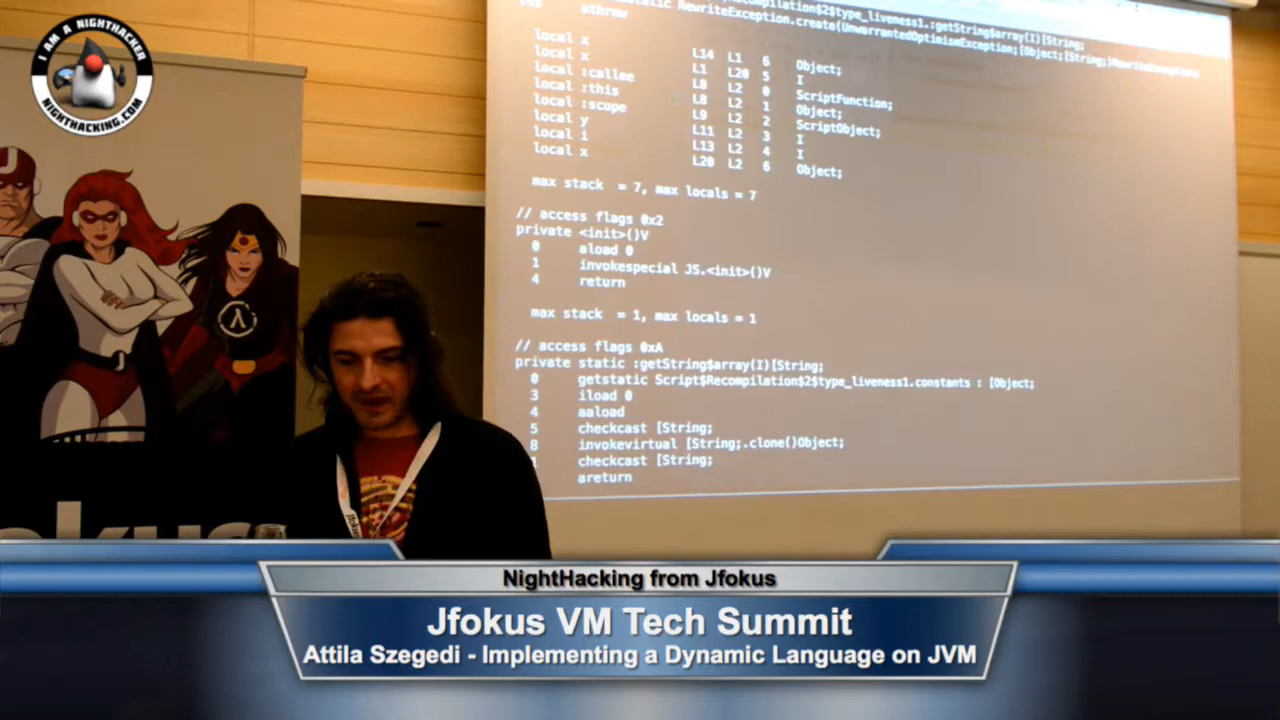 I AM A NIGHTHACKER
NIGHTHACKING.COM
athrow
local x L14 L1 6 Object;
local x L1 L20 5 I
local :callee L8 L2 0 ScriptFunction;
local :this L8 L2 1 Object;
local :scope L9 L2 2 ScriptObject;
local y L11 L2 3 I
local i L13 L2 4 I
local x L20 L2 6 Object;
max stack = 7, max locals = 7
// access flags 0x2
private <init>()V
0 aload 0
1 invokespecial JS.<init>()V
4 return
max stack = 1, max locals = 1
// access flags 0xA
private static :getString$array(I)[String;
0 getstatic Script$Recompilation$2$type_liveness1.constants : [Object;
3 iload 0
4 aaload
5 checkcast [String;
8 invokevirtual [String;.clone()Object;
checkcast [String;
areturn
NightHacking from Jfokus
Jfokus VM Tech Summit
Attila Szegedi - Implementing a Dynamic Language on JVM